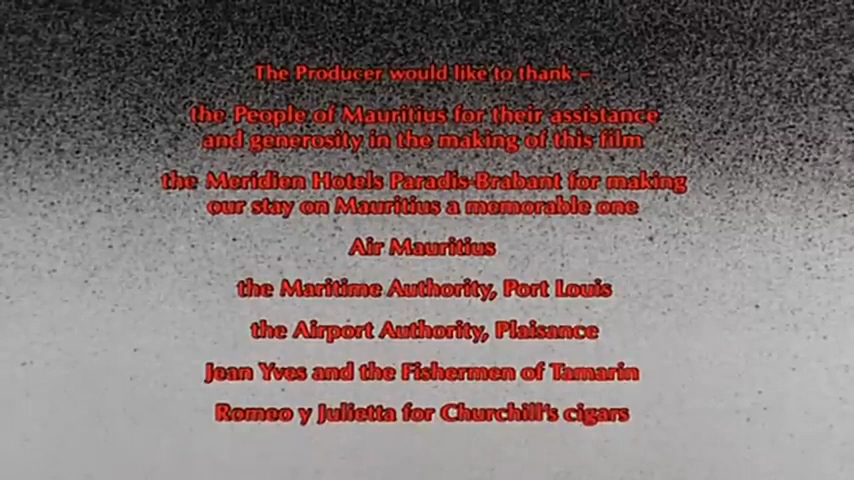 The Producer would like to thank –
the People of Mauritius for their assistance
and generosity in the making of this film
the Meridien Hotels Paradis-Brabant for making
our stay on Mauritius a memorable one
Air Mauritius
the Maritime Authority, Port Louis
the Airport Authority, Plaisance
Jean Yves and the Fishermen of Tamarin
Romeo y Julietta for Churchill's cigars